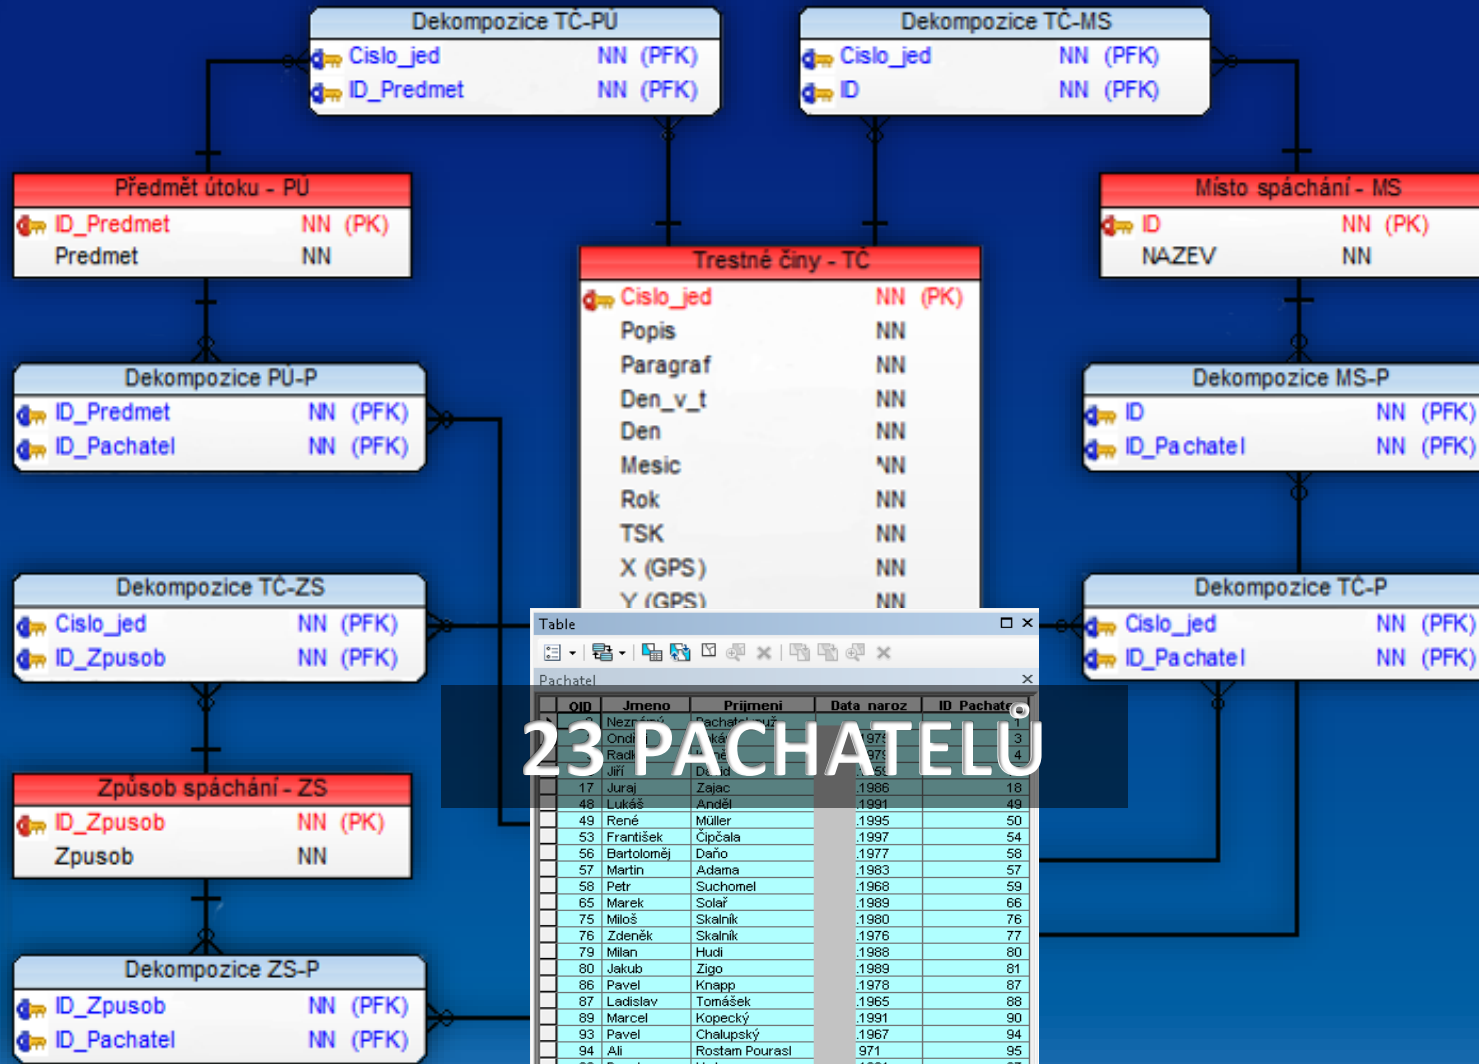 Dekompozice TČ-PÚ
Cislo_jed NN (PFK)
ID_Predmet NN (PFK)
Dekompozice TČ-MS
Cislo_jed NN (PFK)
ID NN (PFK)
Předmět útoku - PÚ
ID_Predmet NN (PK)
Predmet NN
Místo spáchání - MS
ID NN (PK)
NAZEV NN
Trestné činy - TČ
Cislo_jed NN (PK)
Popis NN
Paragraf NN
Den_v_t NN
Den NN
Mesic NN
Rok NN
TSK NN
X (GPS) NN
Y (GPS) NN
Dekompozice PÚ-P
ID_Predmet NN (PFK)
ID_Pachatel NN (PFK)
Dekompozice MS-P
ID NN (PFK)
ID_Pachatel NN (PFK)
Dekompozice TČ-ZS
Cislo_jed NN (PFK)
ID_Zpusob NN (PFK)
Dekompozice TČ-P
Cislo_jed NN (PFK)
ID_Pachatel NN (PFK)
Způsob spáchání - ZS
ID_Zpusob NN (PK)
Zpusob NN
Dekompozice ZS-P
ID_Zpusob NN (PFK)
ID_Pachatel NN (PFK)
Table
Pachatel
OID Jmeno Prijmeni Data_naroz
23 PACHATELŮ
3
4
Jiří
17 Juraj Zajac .1986 18
48 Lukáš Anděl .1991 49
49 René Müller .1995 50
53 František Čipčala .1997 54
56 Bartoloměj Daňo .1977 58
57 Martin Adama .1983 57
58 Petr Suchomel .1968 59
65 Marek Solař .1989 66
75 Miloš Skalník .1980 76
76 Zdeněk Skalník .1976 77
79 Milan Hudi .1988 80
80 Jakub Zigo .1989 81
86 Pavel Knapp .1978 87
87 Ladislav Tomášek .1965 88
89 Marcel Kopecký .1991 90
93 Pavel Chalupský .1967 94
94 Ali Rostam Pourasl 971 95